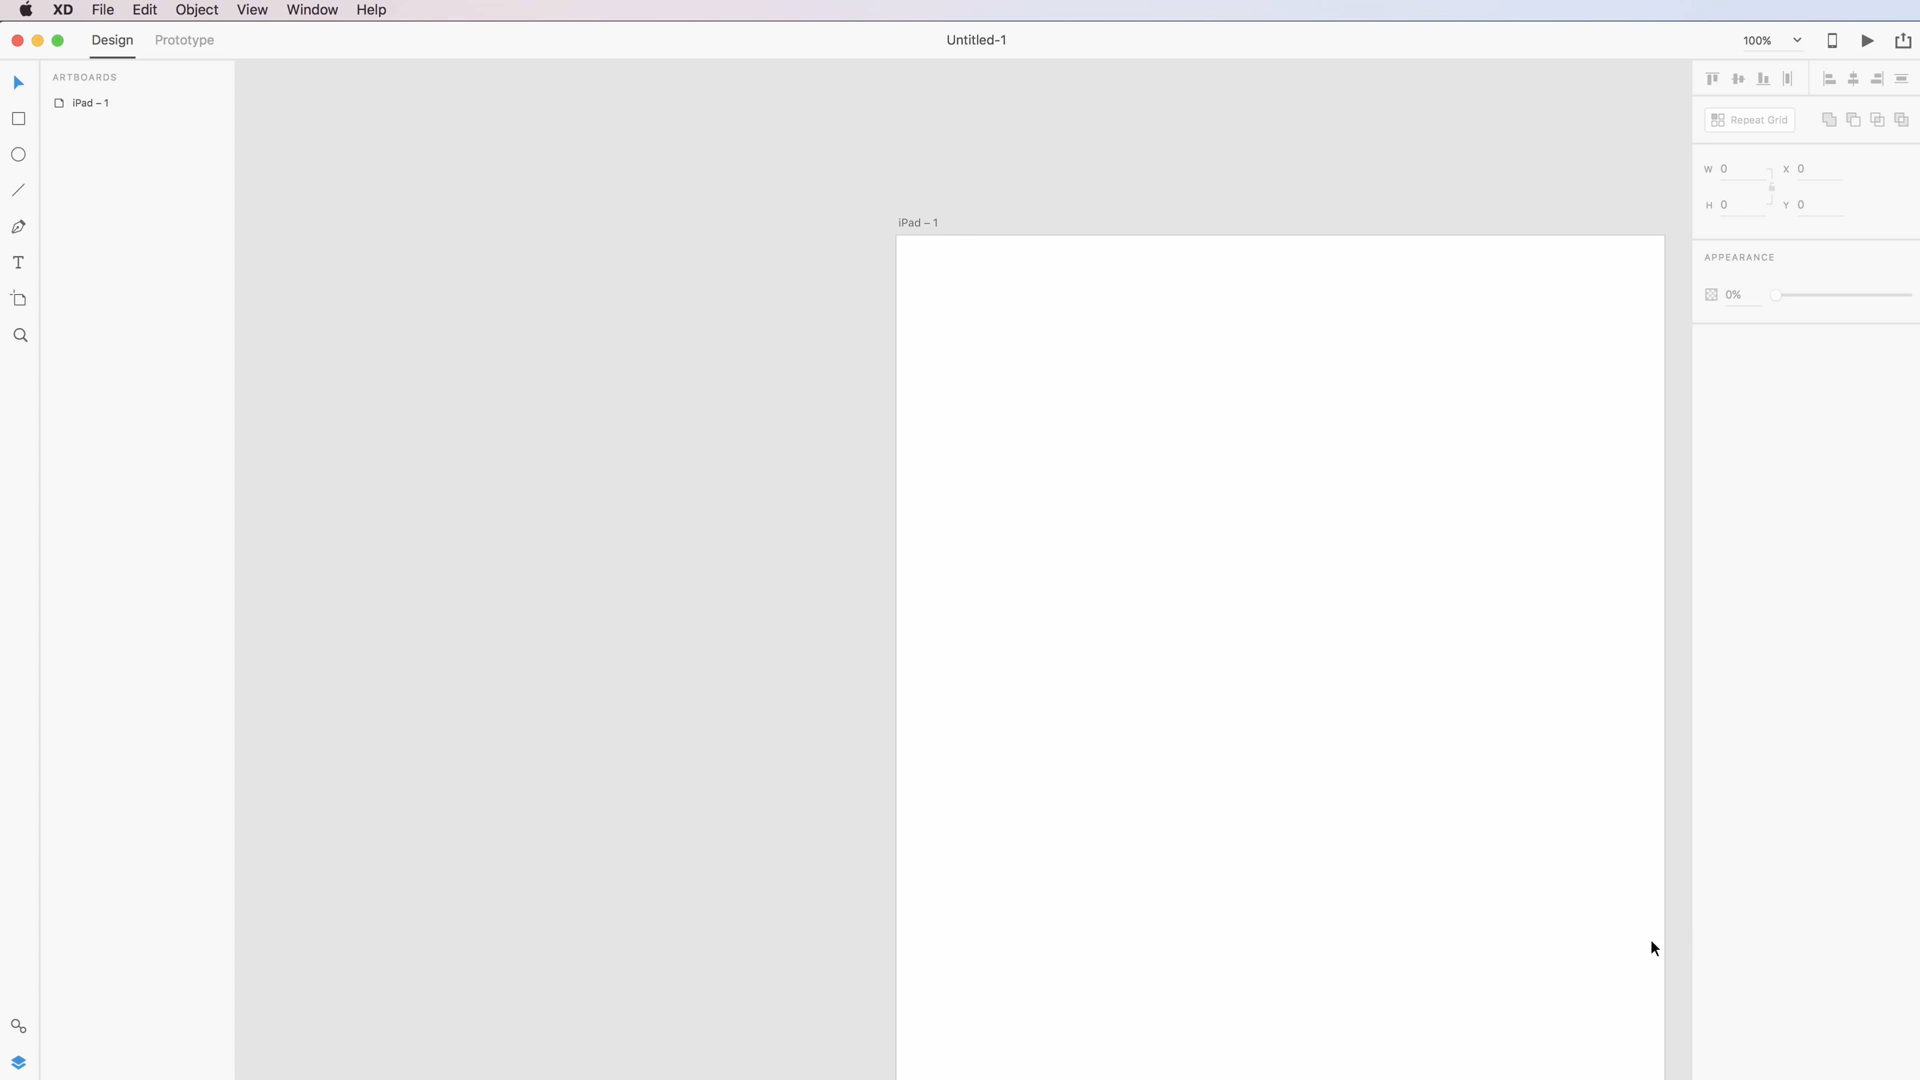 XD File Edit Object View Window Help
Design Prototype Untitled-1 100%
ARTBOARDS
iPad – 1
Repeat Grid
W 0 X 0
H 0 Y 0
iPad – 1
APPEARANCE
0%